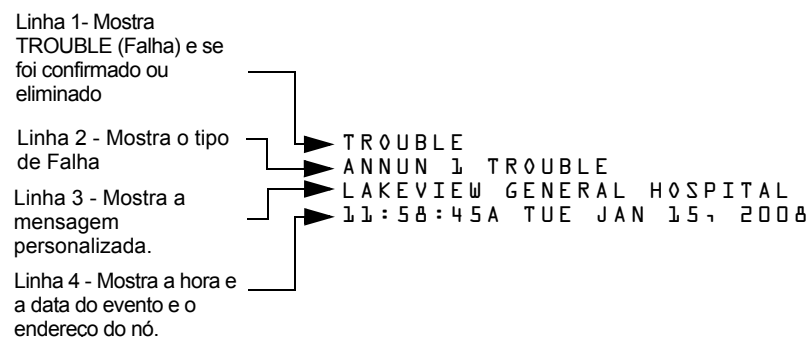 Linha 1- Mostra
TROUBLE (Falha) e se
foi confirmado ou
eliminado
Linha 2 - Mostra o tipo
de Falha
Linha 3 - Mostra a
mensagem
personalizada.
Linha 4 - Mostra a hora e
a data do evento e o
endereço do nó.
TROUBLE
ANNUN 1 TROUBLE
LAKEVIEW GENERAL HOSPITAL
11:58:45A TUE JAN 15, 2008